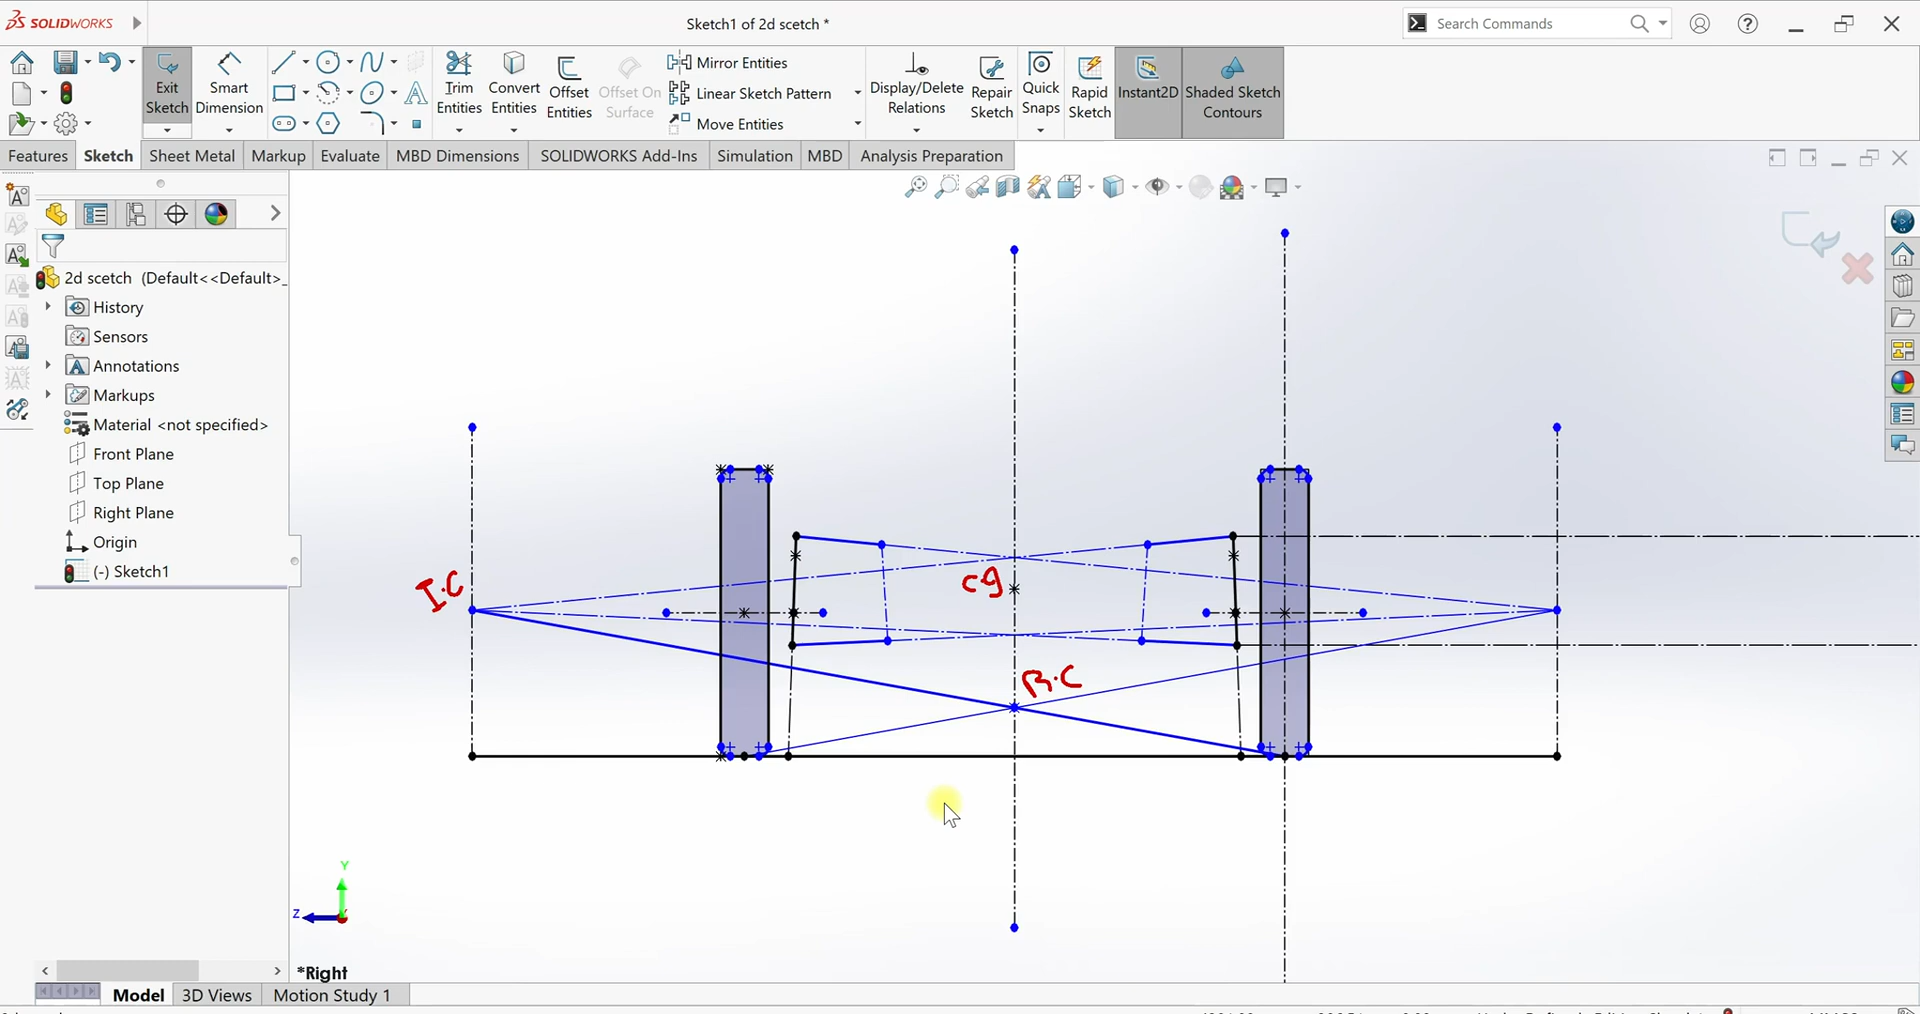 SOLIDWORKS
Sketch1 of 2d scetch *
Search Commands
Exit Sketch
Smart Dimension
Trim Entities
Convert Entities
Offset Entities
Offset On Surface
Mirror Entities
Linear Sketch Pattern
Move Entities
Display/Delete Relations
Repair Sketch
Quick Snaps
Rapid Sketch
Instant2D
Shaded Sketch Contours
Features
Sketch
Sheet Metal
Markup
Evaluate
MBD Dimensions
SOLIDWORKS Add-Ins
Simulation
MBD
Analysis Preparation
2d scetch (Default<<Default>_
History
Sensors
Annotations
Markups
Material <not specified>
Front Plane
Top Plane
Right Plane
Origin
(-) Sketch1
I.C
cg
R.C
Y
Z
*Right
Model
3D Views
Motion Study 1